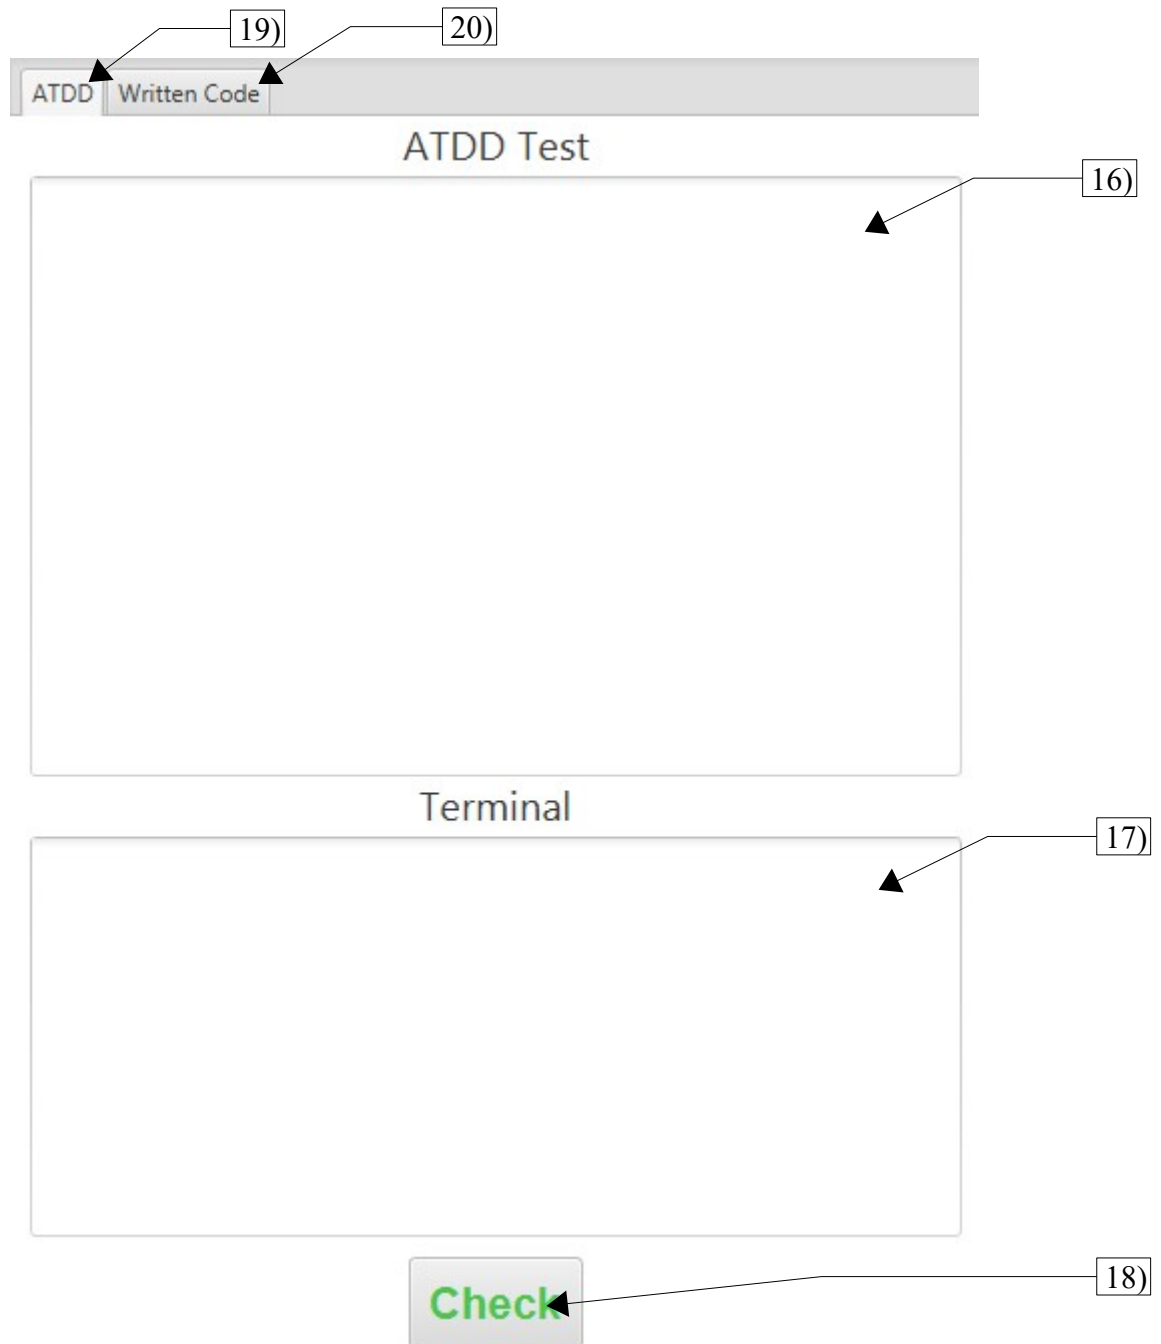 19) 20)
ATDD Written Code
ATDD Test
16)
Terminal
17)
Check
18)